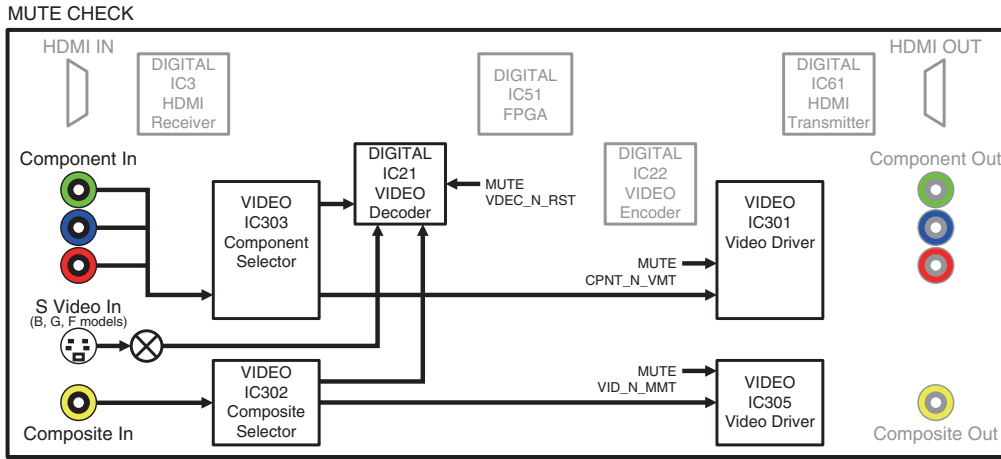 MUTE CHECK
HDMI IN
DIGITAL
IC3
HDMI
Receiver
DIGITAL
IC51
FPGA
DIGITAL
IC61
HDMI
Transmitter
HDMI OUT
Component In
VIDEO
IC303
Component
Selector
DIGITAL
IC21
VIDEO
Decoder
MUTE
VDEC_N_RST
DIGITAL
IC22
VIDEO
Encoder
VIDEO
IC301
Video Driver
Component Out
MUTE
CPNT_N_VMT
S Video In
(B, G, F models)
VIDEO
IC302
Composite
Selector
MUTE
VID_N_MMT
VIDEO
IC305
Video Driver
Composite In
Composite Out